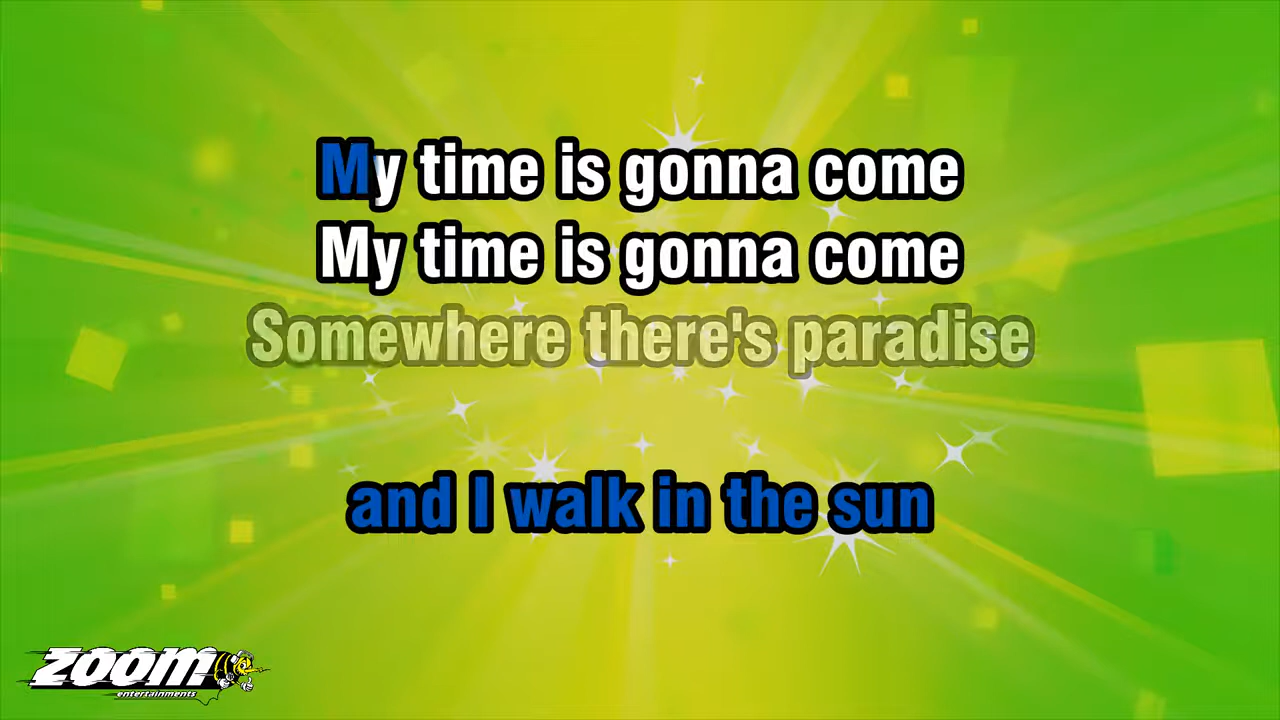 My time is gonna come
My time is gonna come
Somewhere there's paradise
and I walk in the sun
ZOOM
entertainments